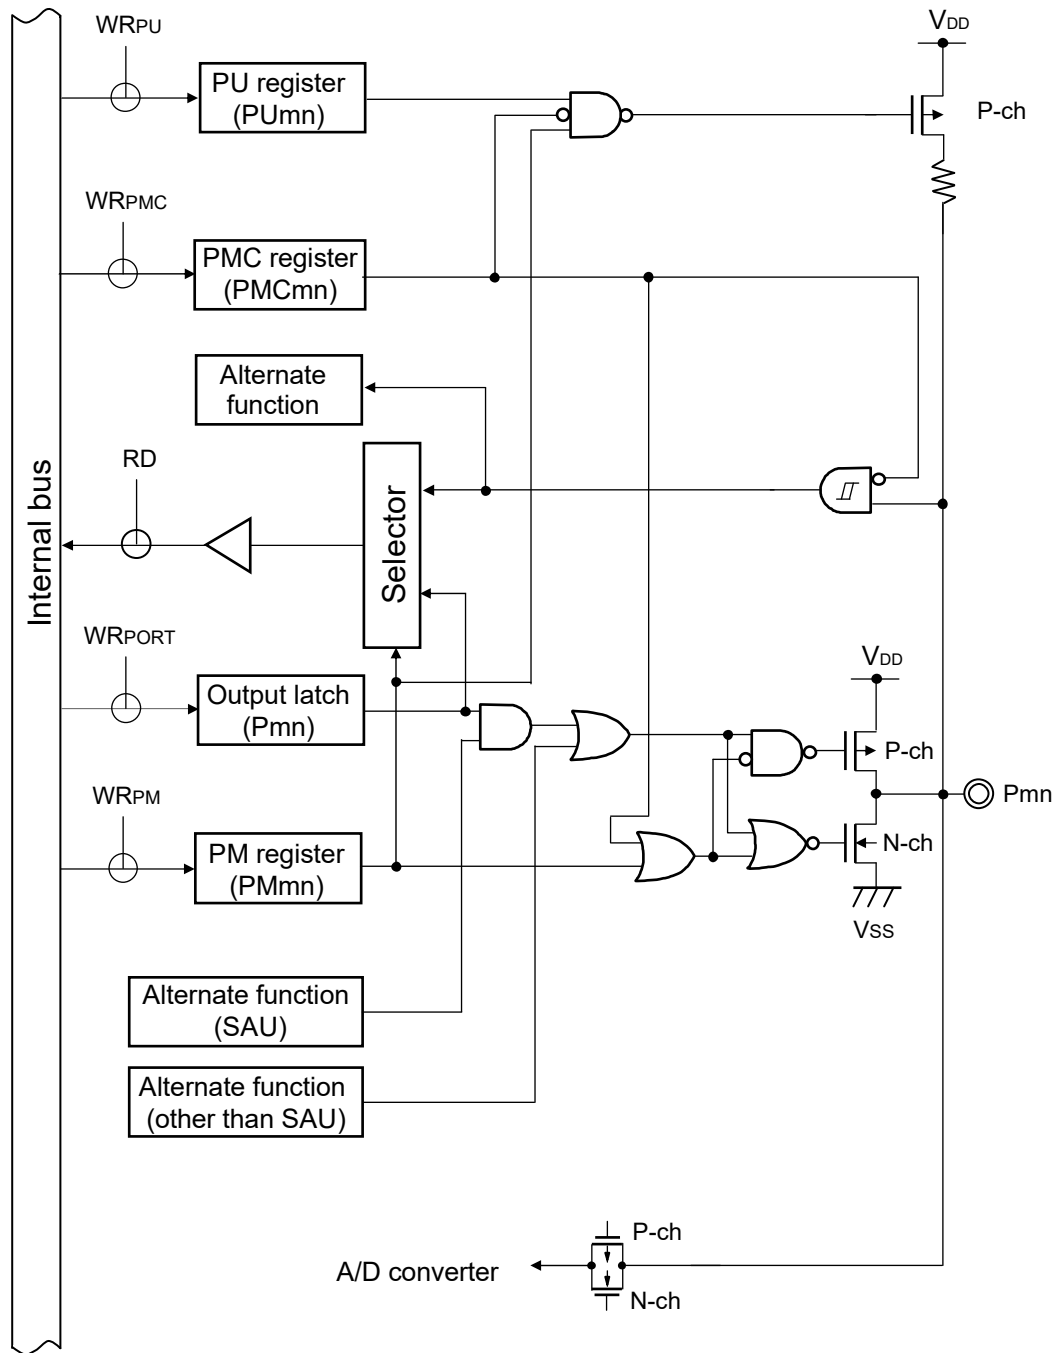 WRPU
VDD
PU register
(PUmn)
P-ch
WRPMC
PMC register
(PMCmn)
Alternate
function
RD
Selector
Internal bus
WRPORT
VDD
Output latch
(Pmn)
P-ch
WRPM
Pmn
PM register
(PMmn)
N-ch
VSS
Alternate function
(SAU)
Alternate function
(other than SAU)
P-ch
A/D converter
N-ch